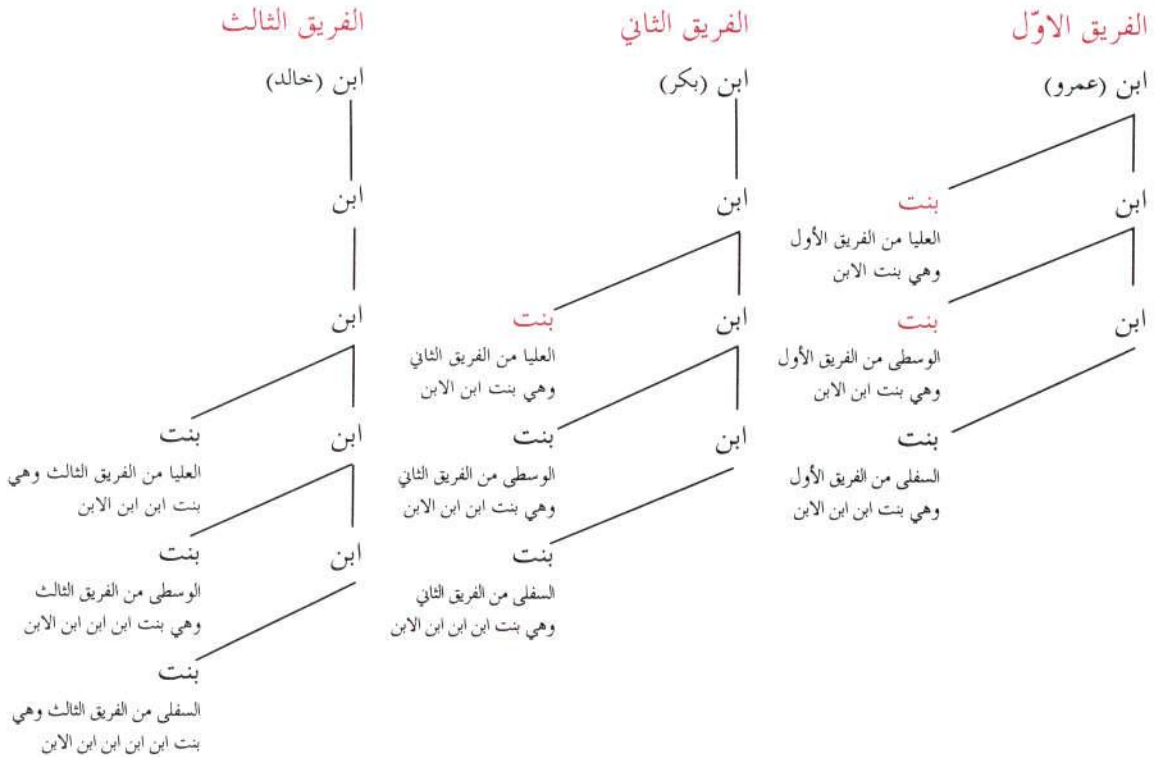 الفريق الاوّل
ابن (عمرو)
بنت
ابن
العليا من الفريق الأول
وهي بنت الابن
بنت
ابن
الوسطى من الفريق الأول
وهي بنت ابن الابن
بنت
السفلى من الفريق الأول
وهي بنت ابن ابن الابن
الفريق الثاني
ابن (بكر)
ابن
بنت
ابن
العليا من الفريق الثاني
وهي بنت ابن الابن
بنت
ابن
الوسطى من الفريق الثاني
وهي بنت ابن ابن الابن
بنت
السفلى من الفريق الثاني
وهي بنت ابن ابن ابن الابن
الفريق الثالث
ابن (خالد)
ابن
ابن
بنت
ابن
العليا من الفريق الثالث وهي
بنت ابن ابن الابن
بنت
ابن
الوسطى من الفريق الثالث
وهي بنت ابن ابن ابن الابن
بنت
السفلى من الفريق الثالث وهي
بنت ابن ابن ابن ابن الابن